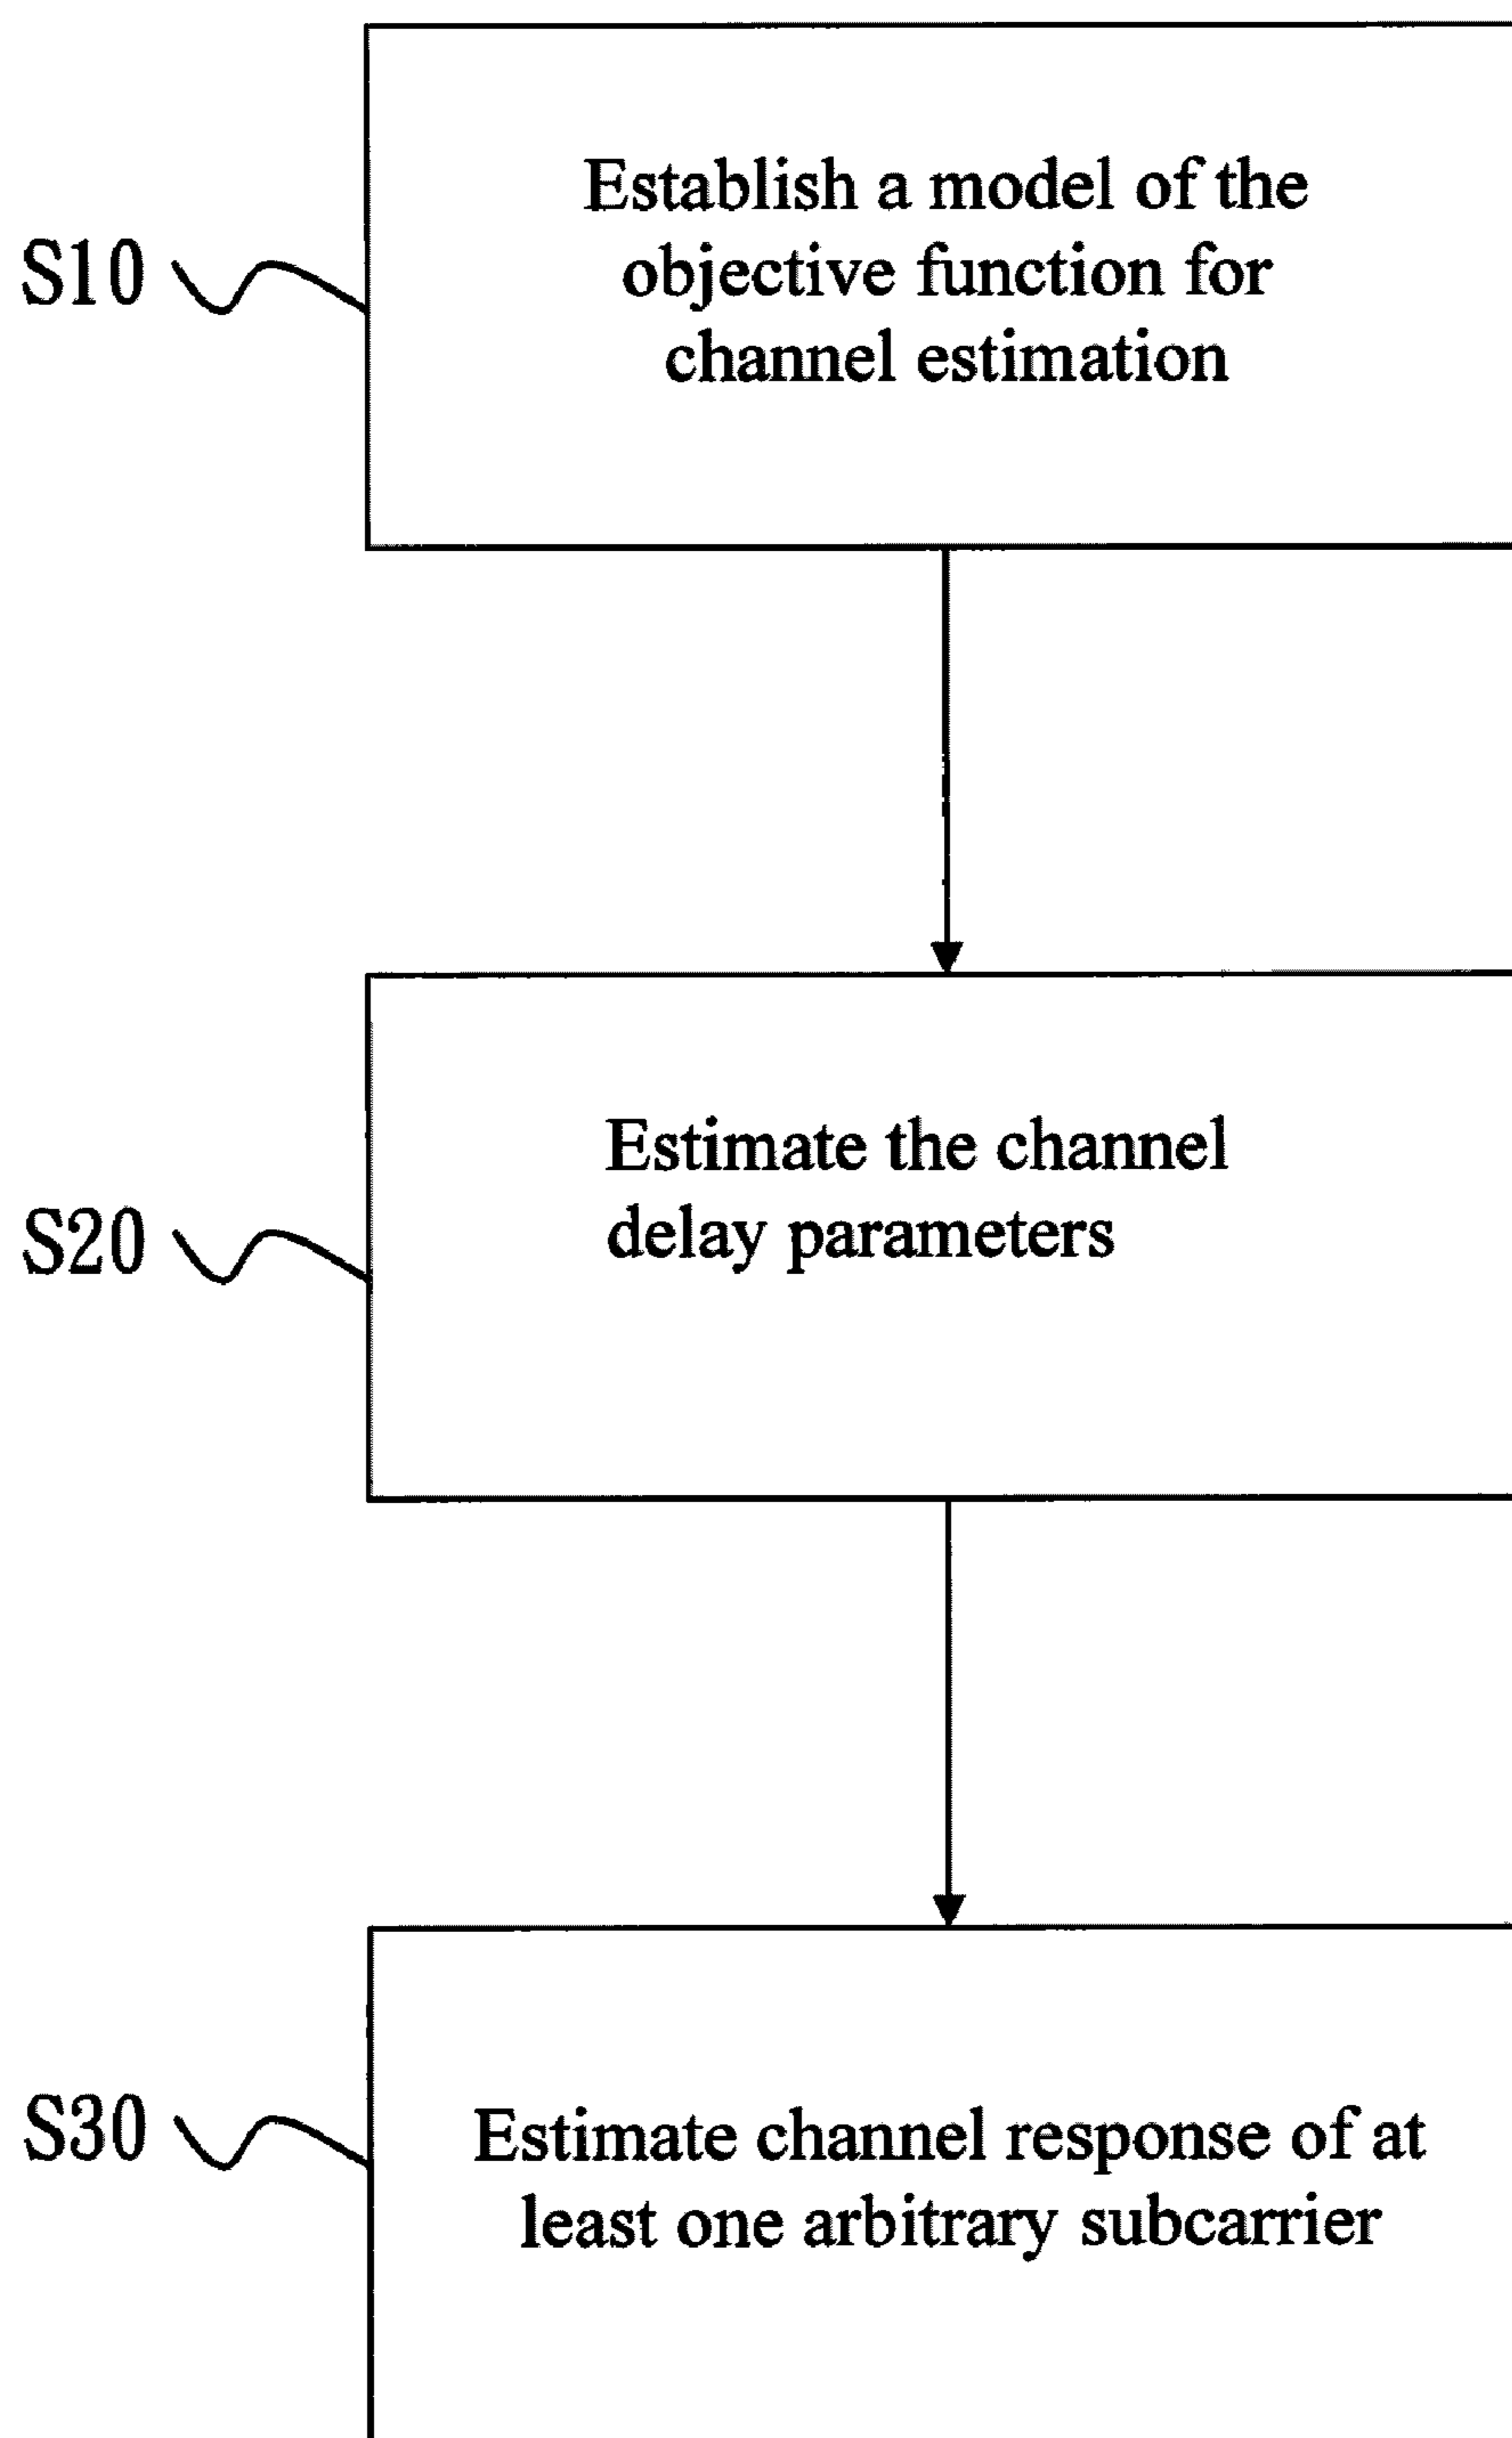 Establish a model of the
objective function for
channel estimation
S10
Estimate the channel
delay parameters
S20
Estimate channel response of at
least one arbitrary subcarrier
S30